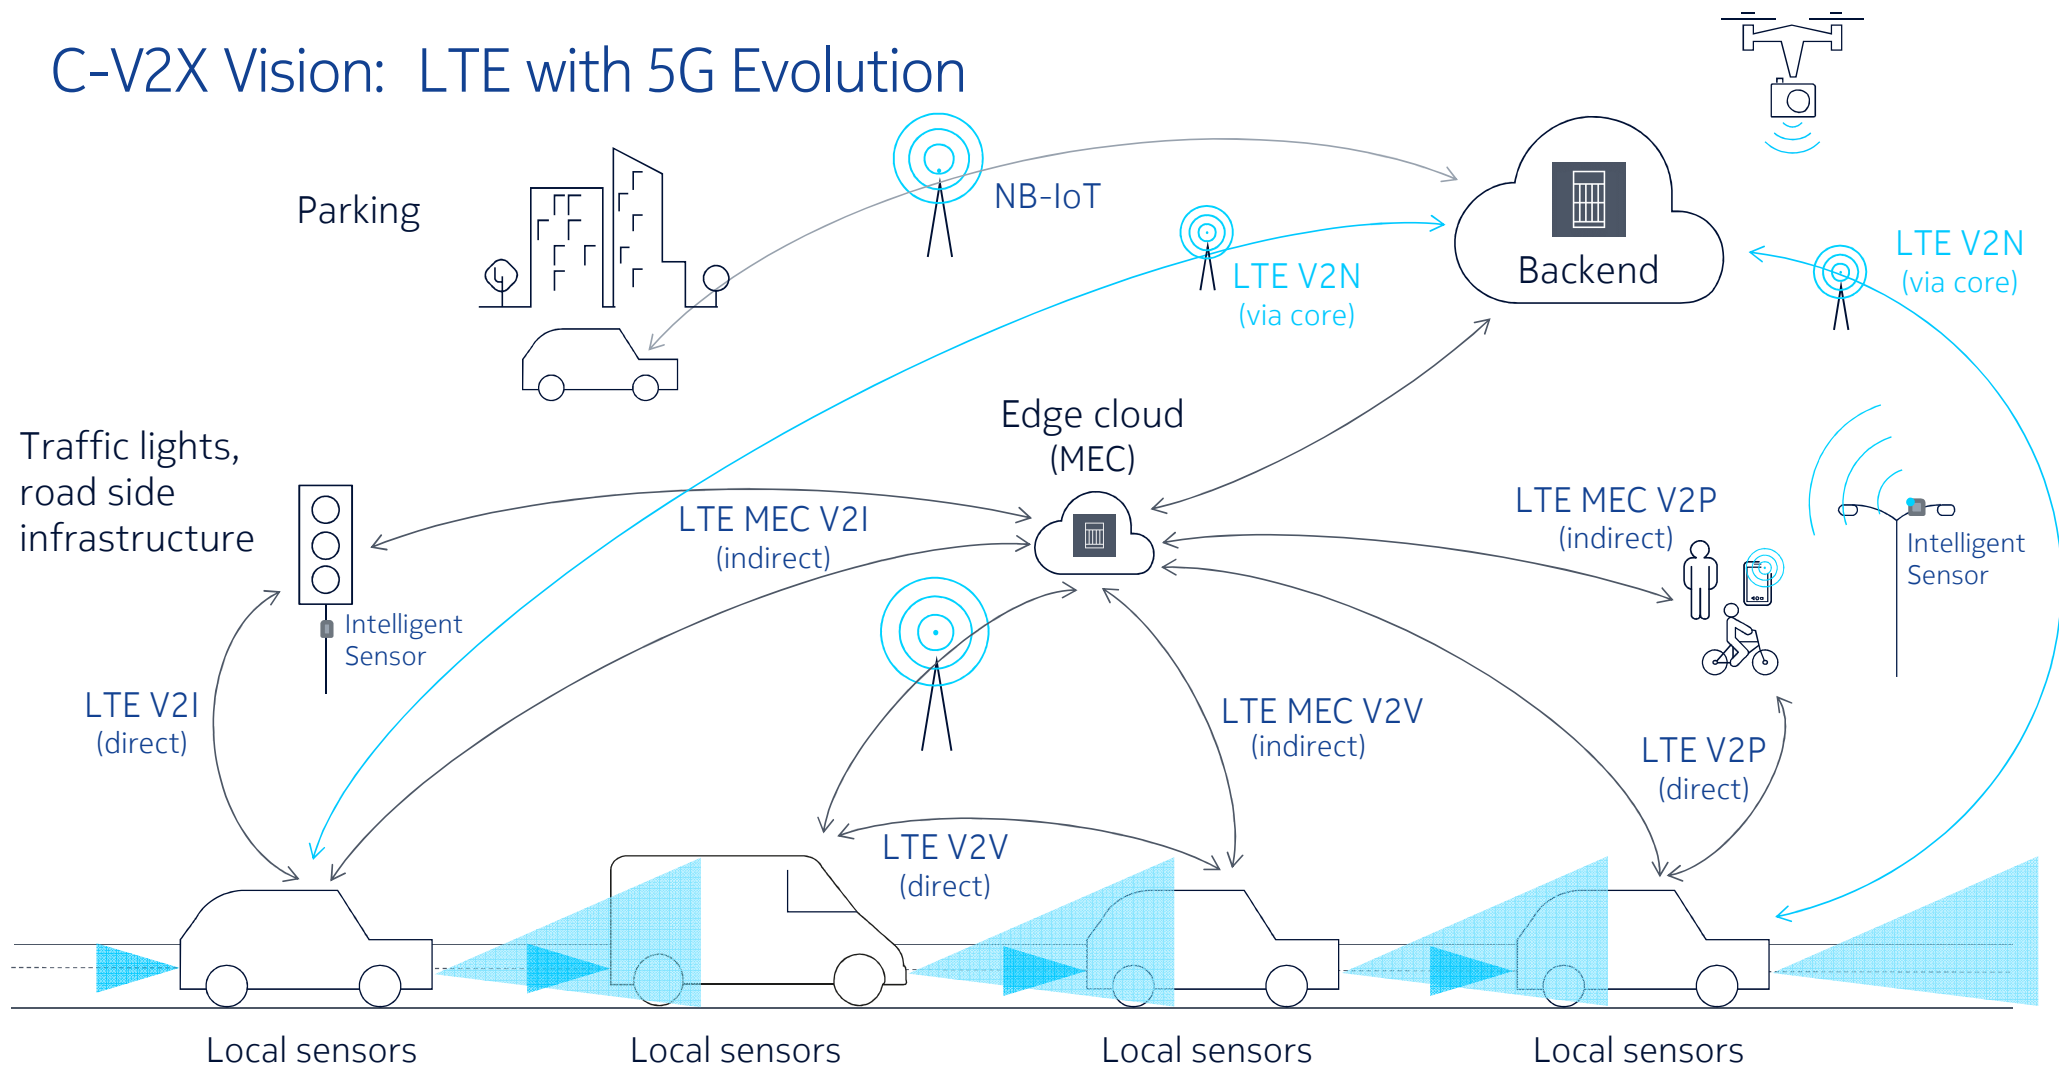 C-V2X Vision: LTE with 5G Evolution
Parking
NB-IoT
LTE V2N
(via core)
Backend
LTE V2N
(via core)
Traffic lights,
road side
infrastructure
Edge cloud
(MEC)
LTE MEC V2I
(indirect)
LTE MEC V2P
(indirect)
Intelligent
Sensor
Intelligent
Sensor
LTE V2I
(direct)
LTE MEC V2V
(indirect)
LTE V2P
(direct)
LTE V2V
(direct)
Local sensors
Local sensors
Local sensors
Local sensors